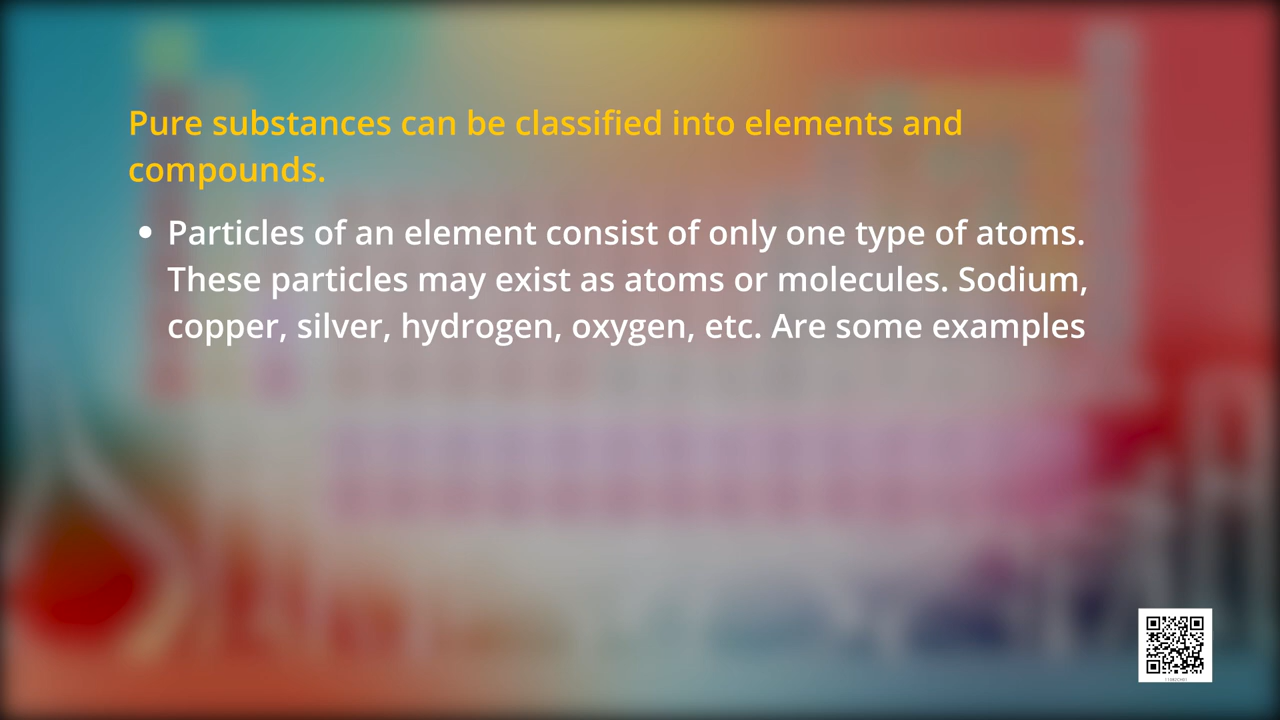 Pure substances can be classified into elements and
compounds.
• Particles of an element consist of only one type of atoms.
These particles may exist as atoms or molecules. Sodium,
copper, silver, hydrogen, oxygen, etc. Are some examples